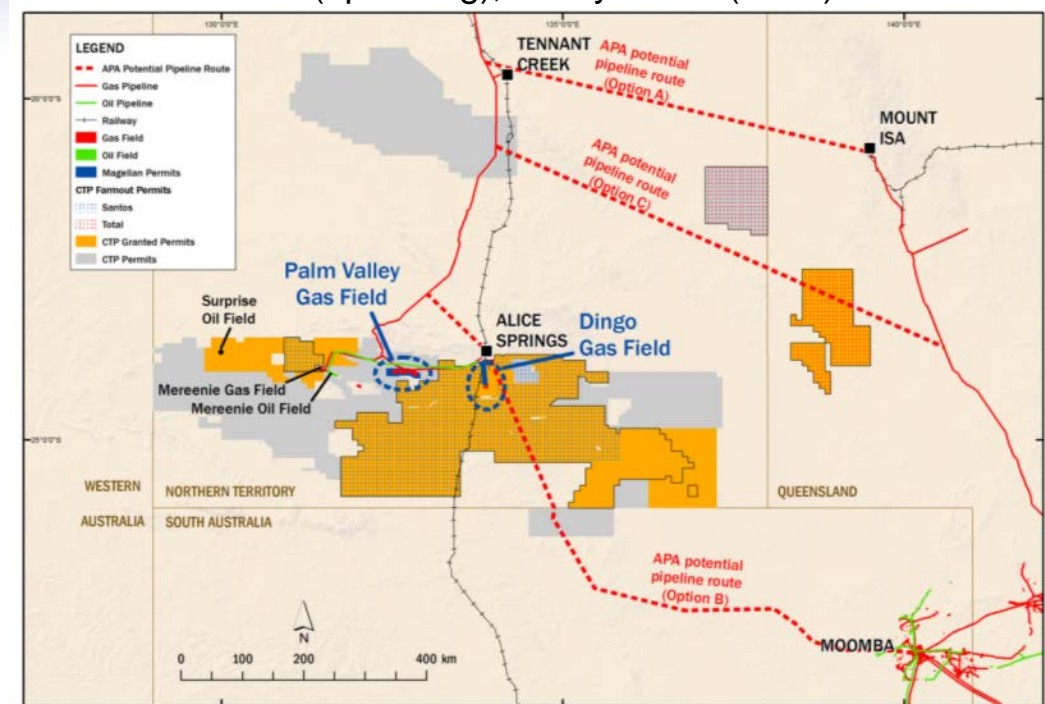 LEGEND
APA Potential Pipeline Route
Gas Pipeline
Oil Pipeline
Railway
Gas Field
Oil Field
Magellan Permits
CTP Farmout Permits
Santos
Total
CTP Granted Permits
CTP Permits
130°0'0"E
135°0'0"E
140°0'0"E
20°0'0"S
25°0'0"S
TENNANT
CREEK
APA potential
pipeline route
(Option A)
MOUNT
ISA
APA potential
pipeline route
(Option C)
Palm Valley
Gas Field
Surprise
Oil Field
ALICE
SPRINGS
Dingo
Gas Field
Mereenie Gas Field
Mereenie Oil Field
WESTERN
AUSTRALIA
NORTHERN TERRITORY
QUEENSLAND
SOUTH AUSTRALIA
APA potential
pipeline route
(Option B)
MOOMBA
N
0 100 200 400 km